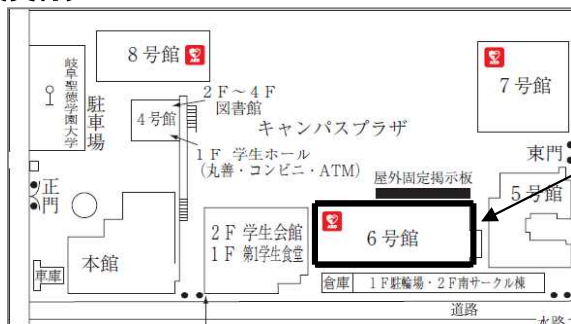 8号館
7号館
岐阜聖徳学園大学
駐車場
2F～4F
図書館
4号館
キャンパスプラザ
1F 学生ホール
(丸善・コンビニ・ATM)
東門
屋外固定掲示板
正門
5号館
2F 学生会館
1F 第1学生食堂
6号館
本館
車庫
倉庫
1F駐輪場・2F南サークル棟
道路
水路